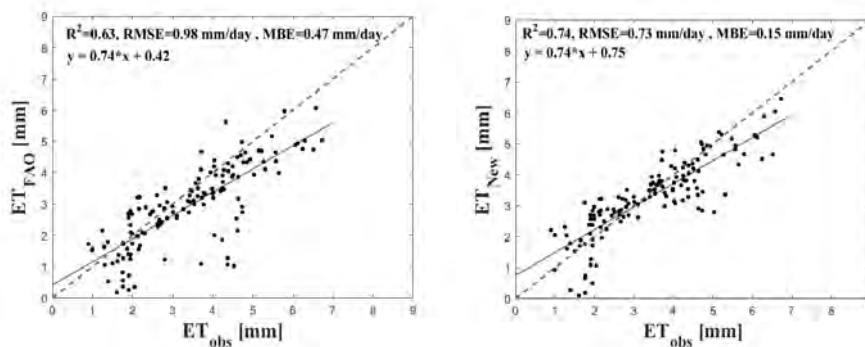 R²=0.63, RMSE=0.98 mm/day , MBE=0.47 mm/day
y = 0.74*x + 0.42
9
8
7
6
5
4
3
2
1
0
ET_FAO [mm]
0 1 2 3 4 5 6 7 8 9
ET_obs [mm]
R²=0.74, RMSE=0.73 mm/day , MBE=0.15 mm/day
y = 0.74*x + 0.75
9
8
7
6
5
4
3
2
1
0
ET_New [mm]
0 1 2 3 4 5 6 7 8
ET_obs [mm]